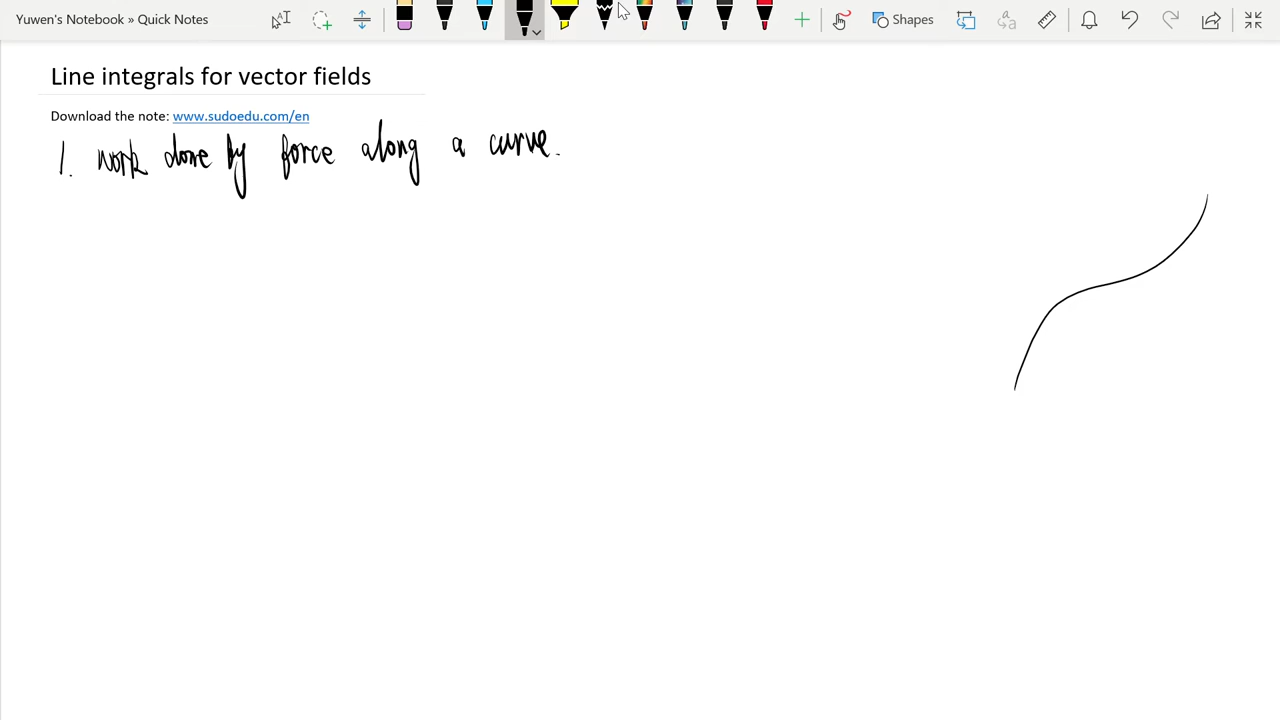 Yuwen's Notebook » Quick Notes
Shapes
Line integrals for vector fields
Download the note: www.sudoedu.com/en
1. work done by force along a curve.